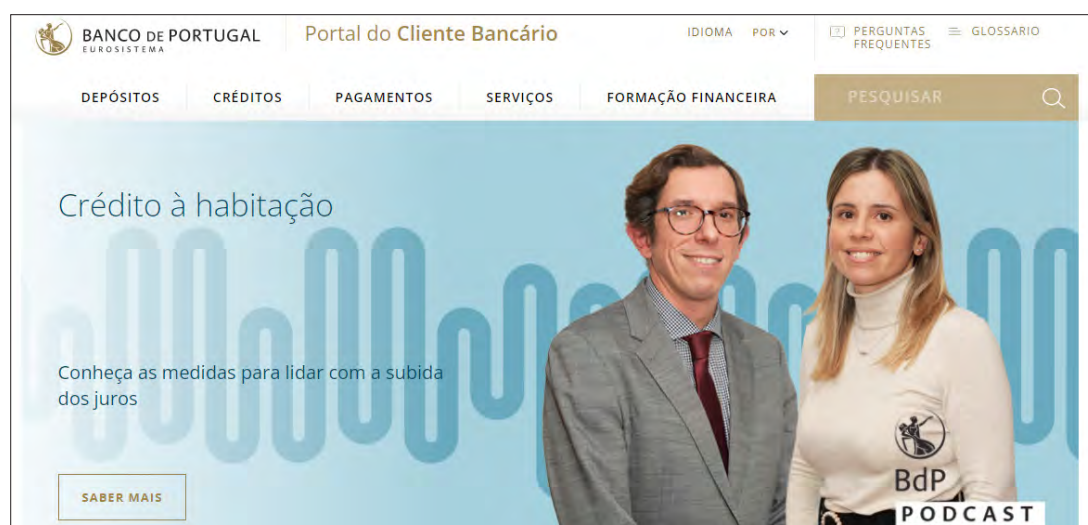 BANCO DE PORTUGAL
EUROSISTEMA
Portal do Cliente Bancário
IDIOMA POR
PERGUNTAS FREQUENTES
GLOSSARIO
DEPÓSITOS CRÉDITOS PAGAMENTOS SERVIÇOS FORMAÇÃO FINANCEIRA PESQUISAR
Crédito à habitação
Conheça as medidas para lidar com a subida
dos juros
SABER MAIS
BdP
PODCAST